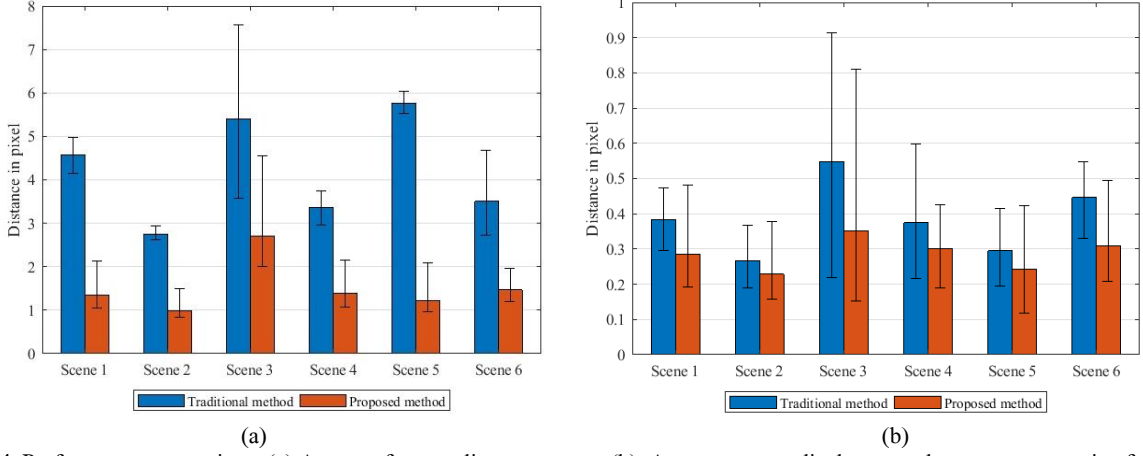 8
7
6
5
4
3
2
1
0
Distance in pixel
Scene 1 Scene 2 Scene 3 Scene 4 Scene 5 Scene 6
Traditional method Proposed method
(a)
1
0.9
0.8
0.7
0.6
0.5
0.4
0.3
0.2
0.1
0
Distance in pixel
Scene 1 Scene 2 Scene 3 Scene 4 Scene 5 Scene 6
Traditional method Proposed method
(b)